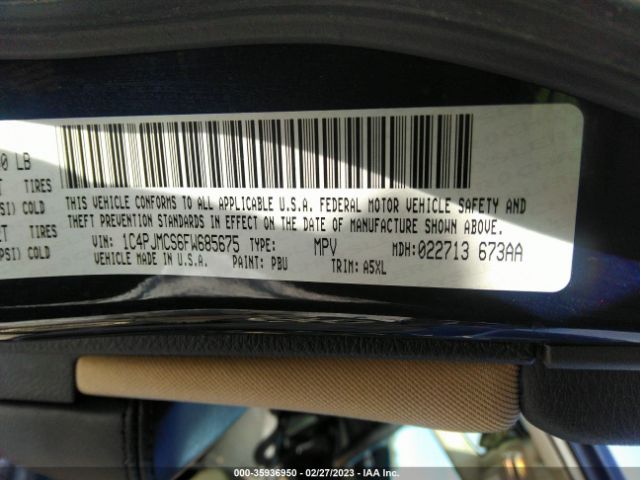 0 LB
TIRES
SI) COLD
ET TIRES
PSI) COLD
THIS VEHICLE CONFORMS TO ALL APPLICABLE U.S.A. FEDERAL MOTOR VEHICLE SAFETY AND
THEFT PREVENTION STANDARDS IN EFFECT ON THE DATE OF MANUFACTURE SHOWN ABOVE.
VIN: 1C4PJMCS6FW685675 TYPE: MPV MDH:022713 673AA
VEHICLE MADE IN U.S.A. PAINT: PBU TRIM: A5XL
000-35936950 - 02/27/2023 - IAA Inc.